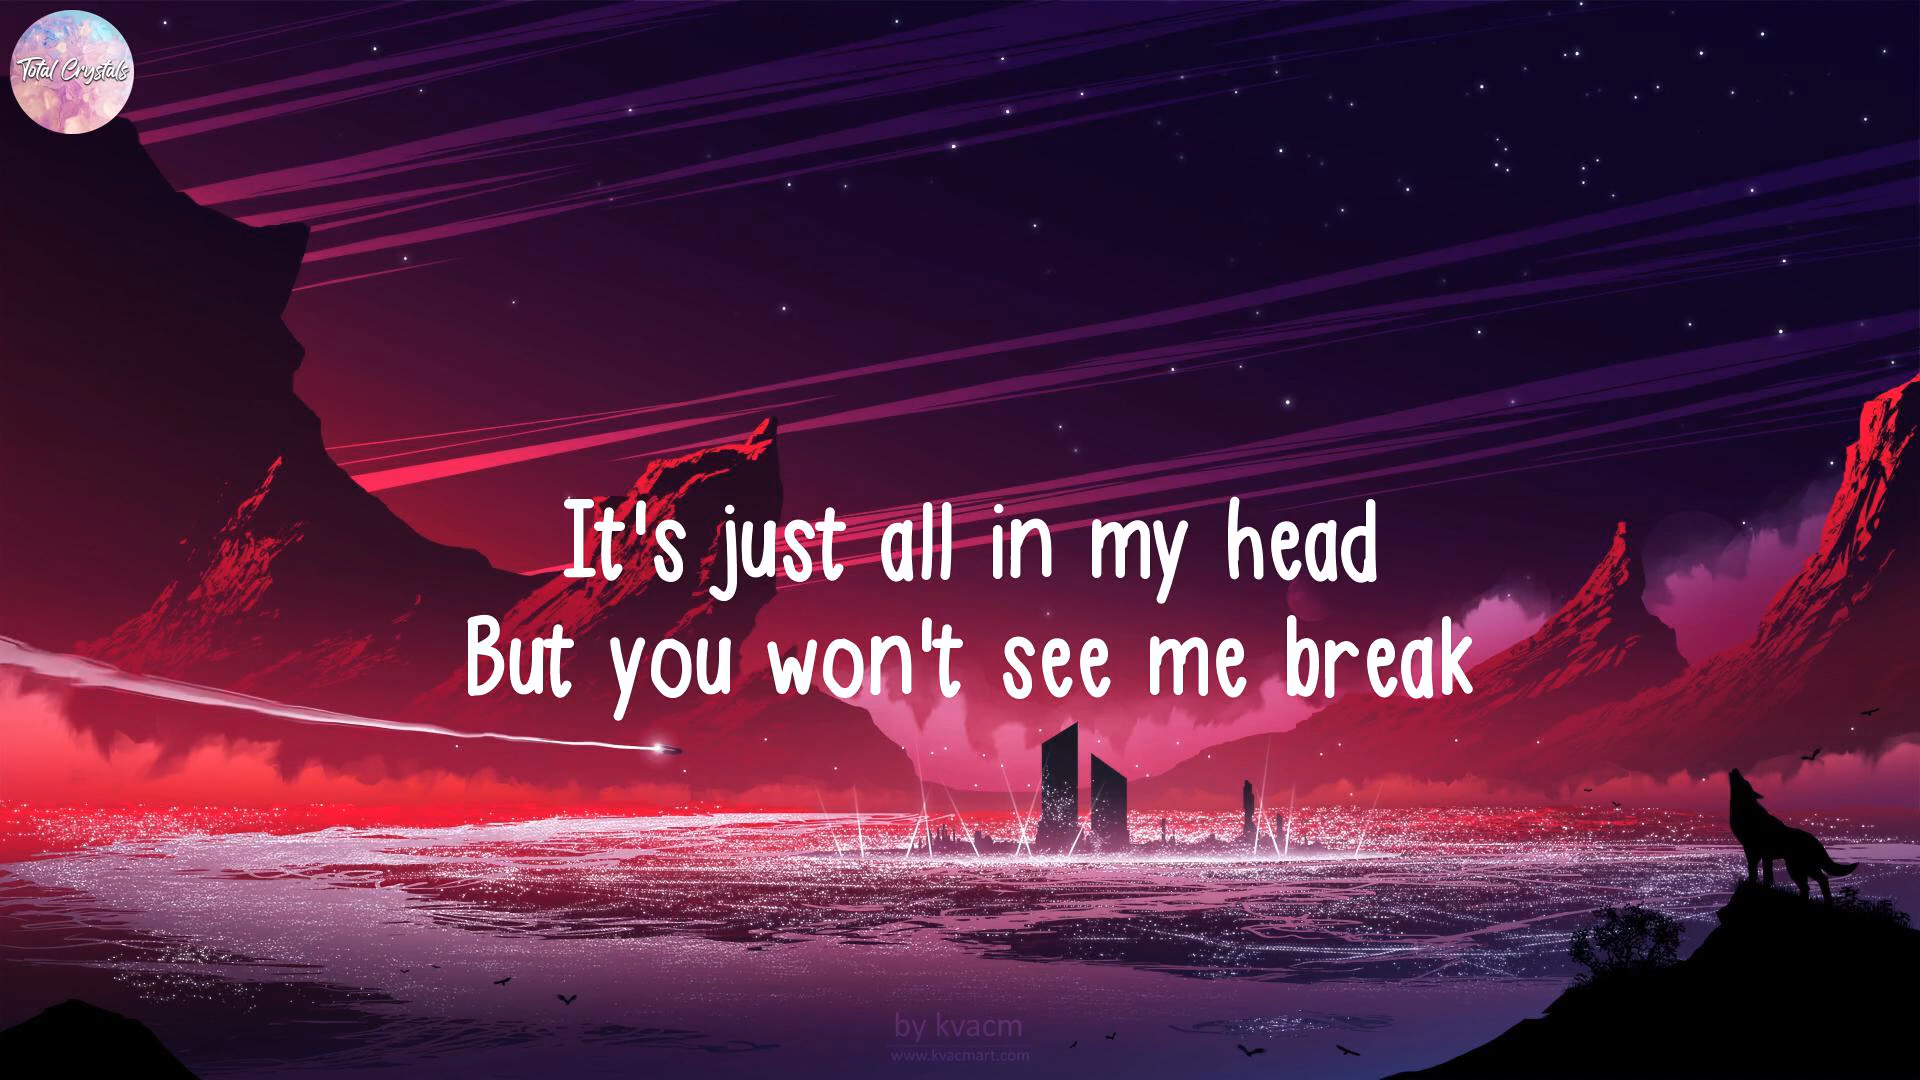 Total Crystals
It's just all in my head
But you won't see me break
by kvacm
www.kvacmart.com